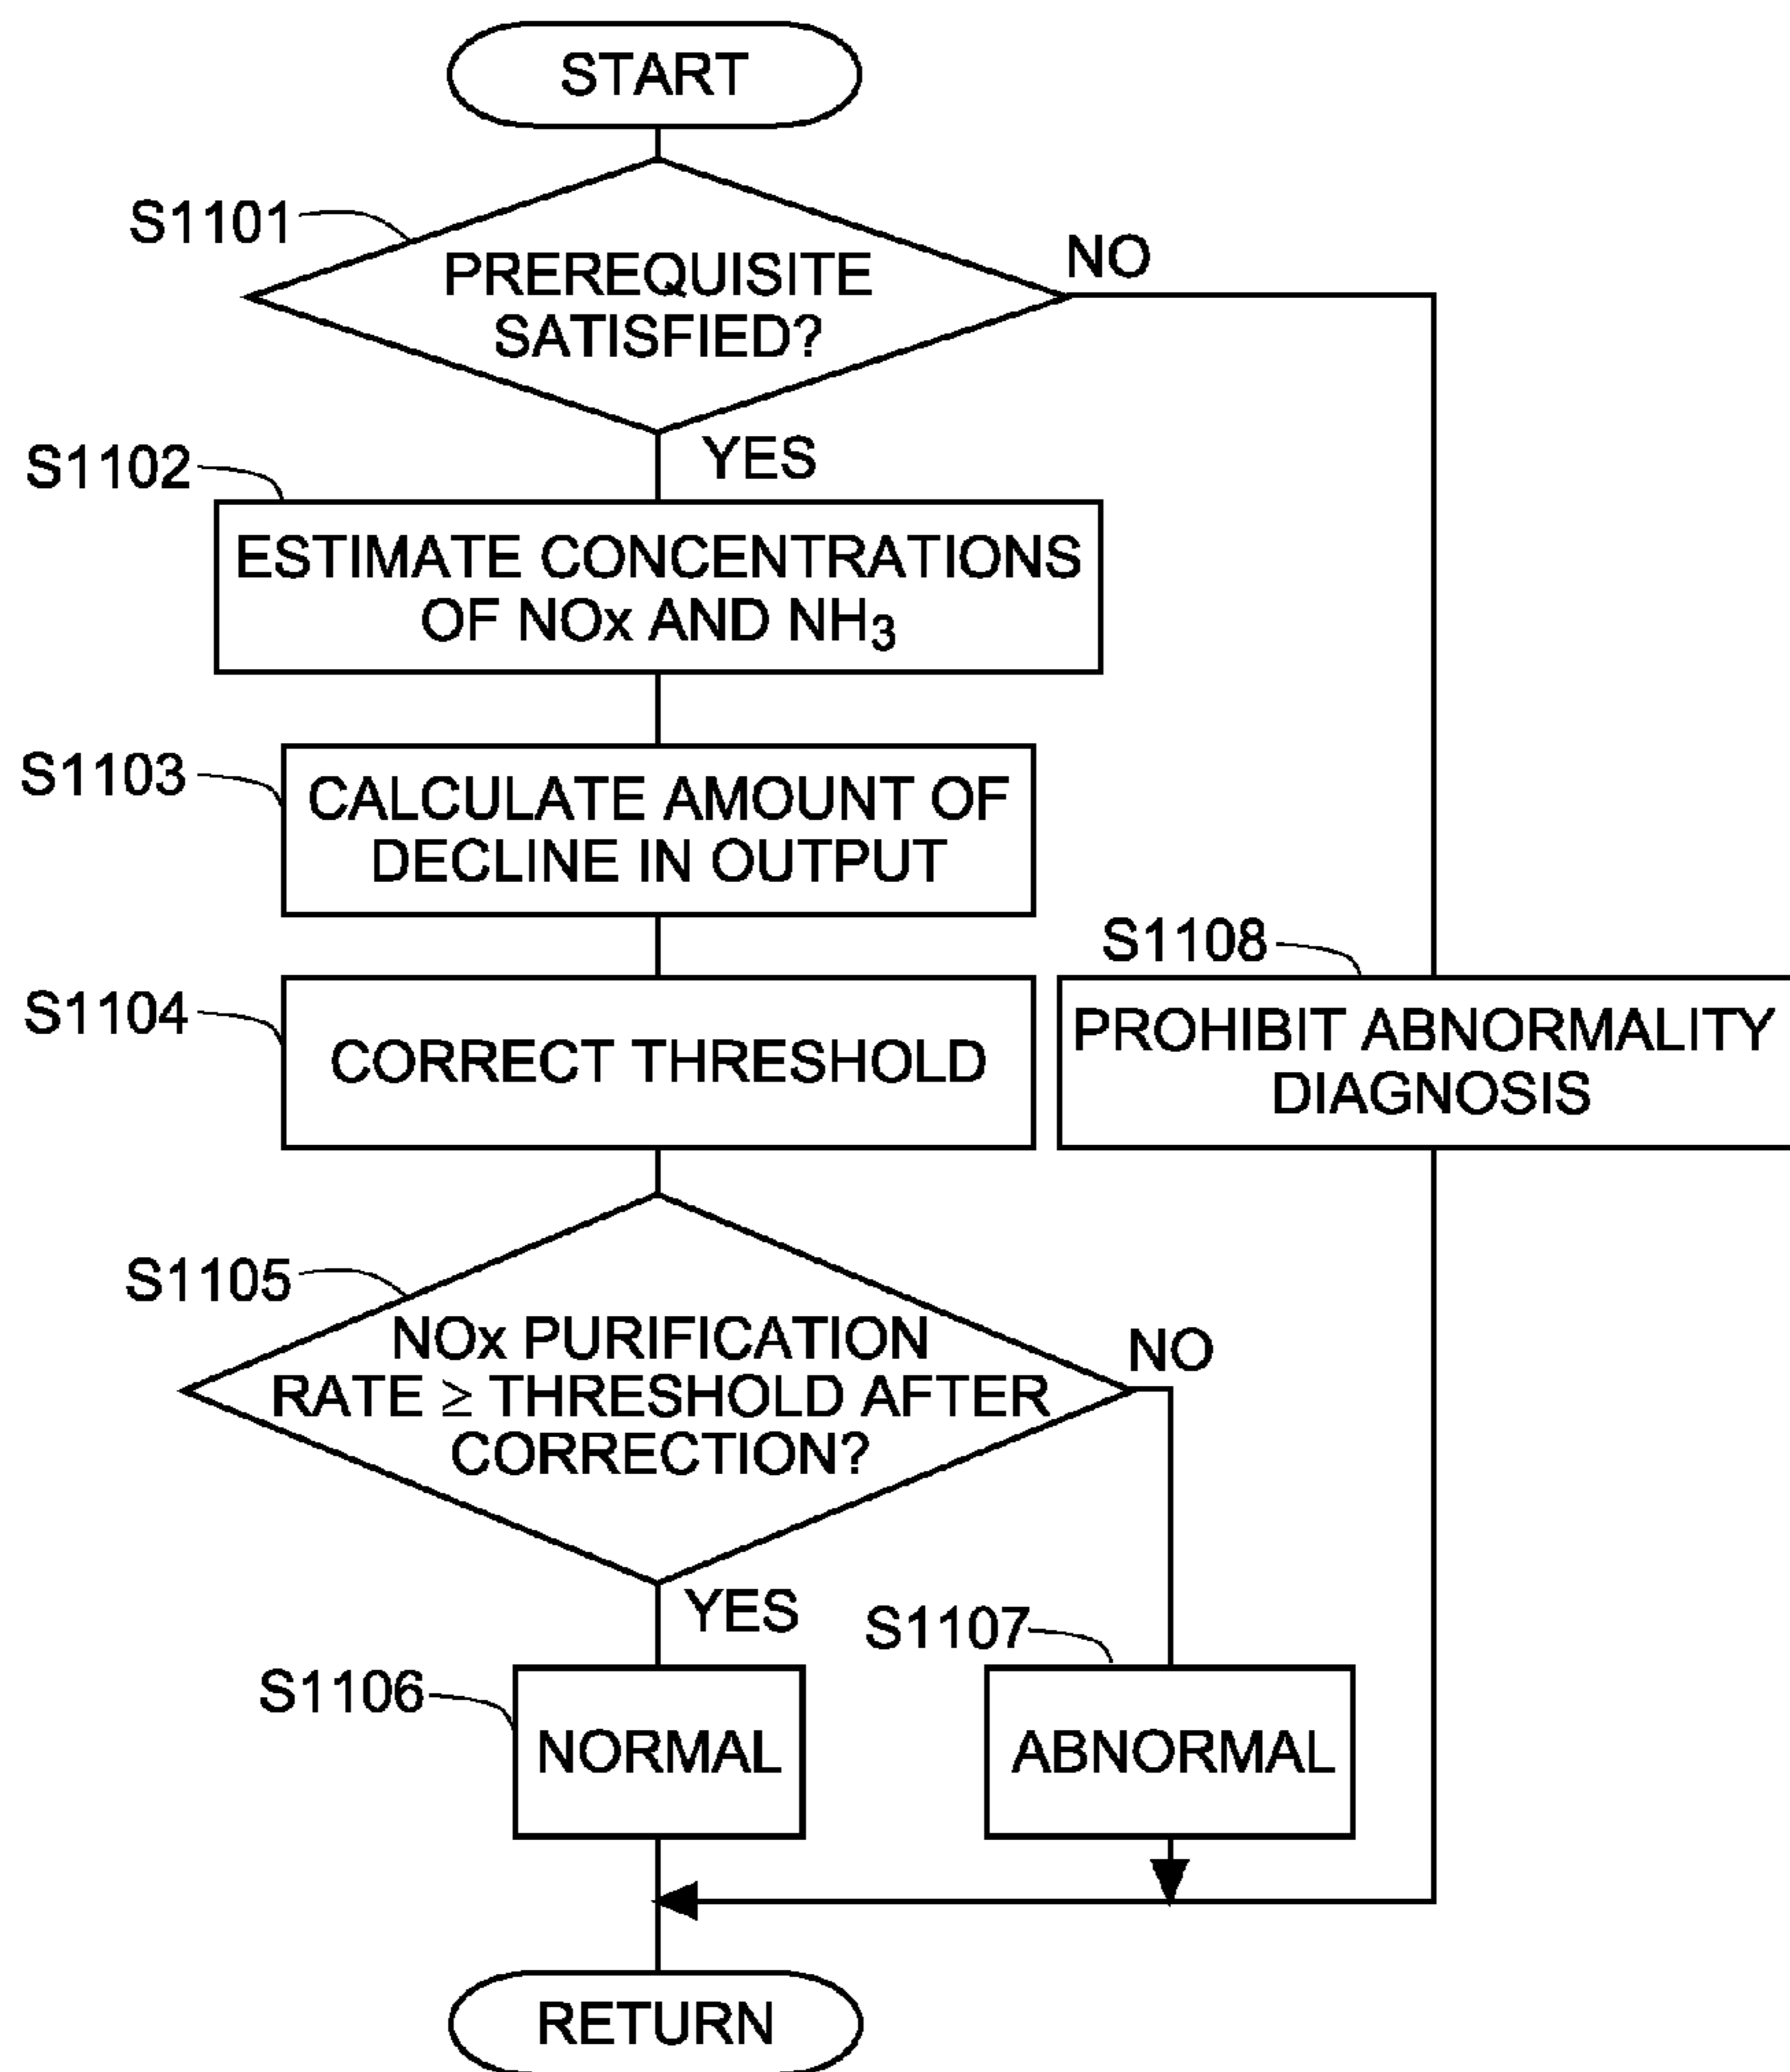 START
S1101
PREREQUISITE
SATISFIED?
NO
YES
S1102
ESTIMATE CONCENTRATIONS
OF NOx AND NH₃
S1103
CALCULATE AMOUNT OF
DECLINE IN OUTPUT
S1104
CORRECT THRESHOLD
S1108
PROHIBIT ABNORMALITY
DIAGNOSIS
S1105
NOx PURIFICATION
RATE ≥ THRESHOLD AFTER
CORRECTION?
NO
YES
S1106
NORMAL
S1107
ABNORMAL
RETURN